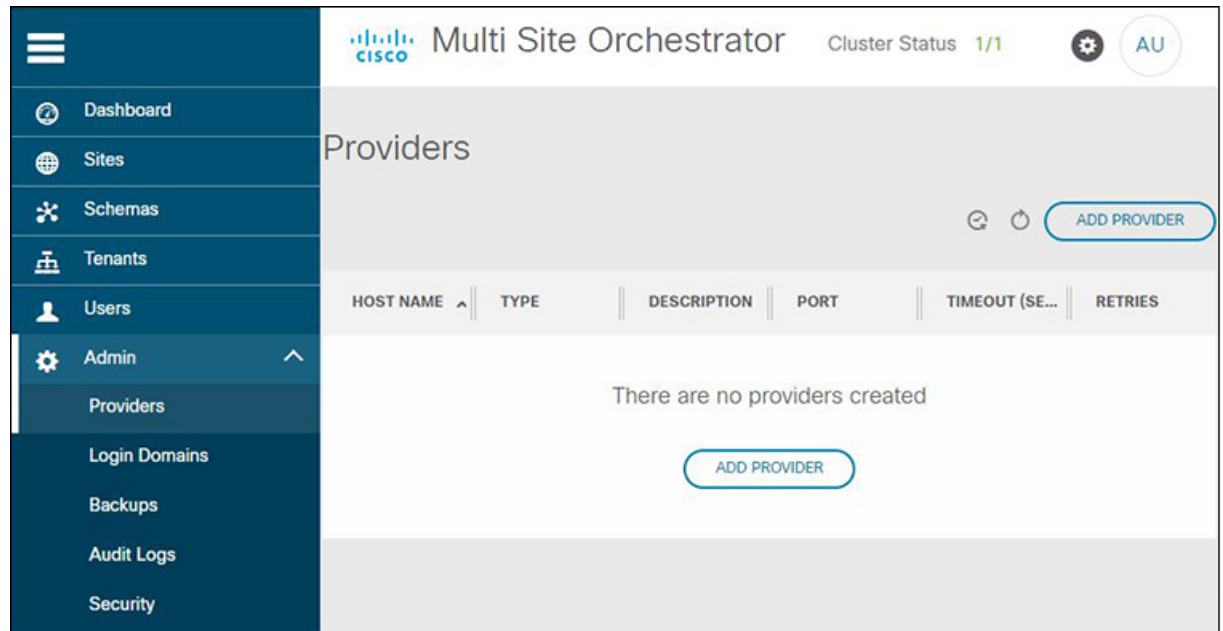 CISCO Multi Site Orchestrator Cluster Status 1/1 AU
Dashboard
Sites
Schemas
Tenants
Users
Admin
Providers
Login Domains
Backups
Audit Logs
Security
Providers
ADD PROVIDER
HOST NAME TYPE DESCRIPTION PORT TIMEOUT (SE... RETRIES
There are no providers created
ADD PROVIDER